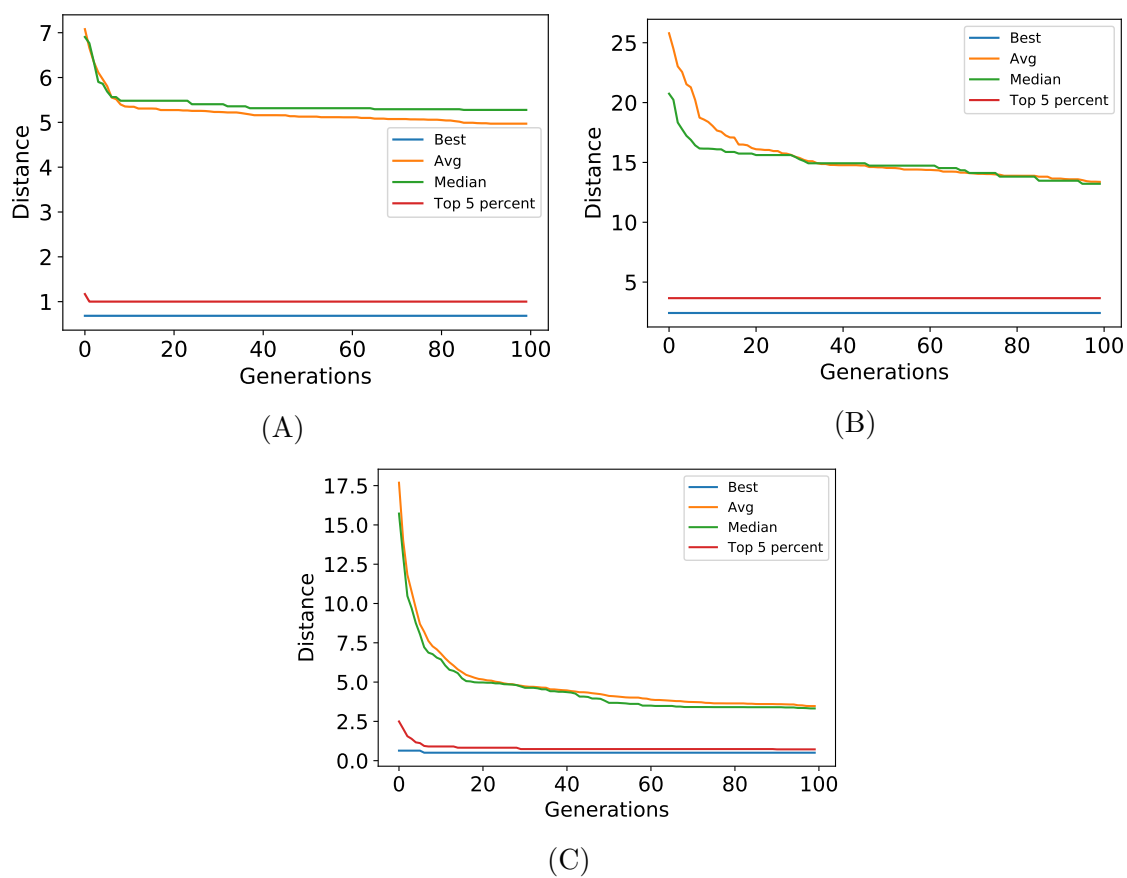 7
6
5
4
3
2
1
Distance
0 20 40 60 80 100
Generations
Best
Avg
Median
Top 5 percent
(A)
25
20
15
10
5
Distance
0 20 40 60 80 100
Generations
Best
Avg
Median
Top 5 percent
(B)
17.5
15.0
12.5
10.0
7.5
5.0
2.5
0.0
Distance
0 20 40 60 80 100
Generations
Best
Avg
Median
Top 5 percent
(C)